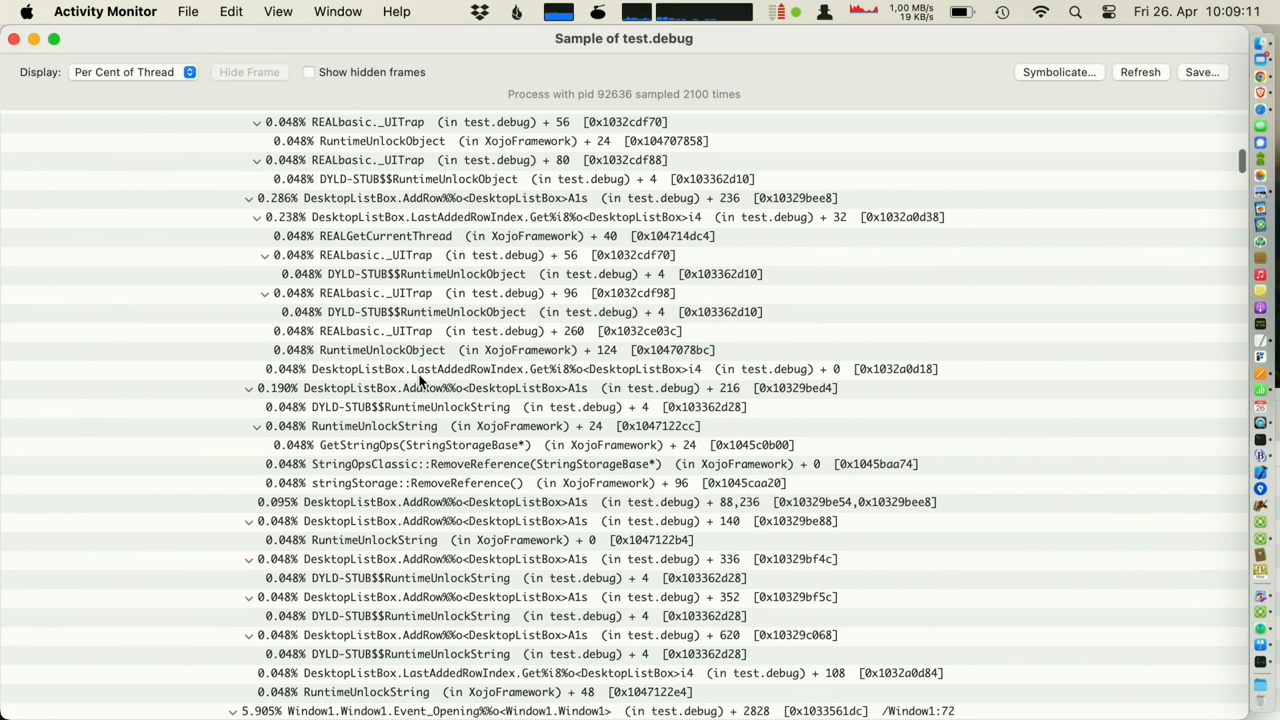 Activity Monitor File Edit View Window Help 1,00 MB/s 19 KB/s Fri 26. Apr 10:09:11
Sample of test.debug
Display: Per Cent of Thread Hide Frame Show hidden frames Symbolicate... Refresh Save...
Process with pid 92636 sampled 2100 times
0.048% REALbasic._UITrap (in test.debug) + 56 [0x1032cdf70]
0.048% RuntimeUnlockObject (in XojoFramework) + 24 [0x104707858]
0.048% REALbasic._UITrap (in test.debug) + 80 [0x1032cdf88]
0.048% DYLD-STUB$$RuntimeUnlockObject (in test.debug) + 4 [0x103362d10]
0.286% DesktopListBox.AddRow%%o<DesktopListBox>A1s (in test.debug) + 236 [0x10329bee8]
0.238% DesktopListBox.LastAddedRowIndex.Get%i8%o<DesktopListBox>i4 (in test.debug) + 32 [0x1032a0d38]
0.048% REALGetCurrentThread (in XojoFramework) + 40 [0x104714dc4]
0.048% REALbasic._UITrap (in test.debug) + 56 [0x1032cdf70]
0.048% DYLD-STUB$$RuntimeUnlockObject (in test.debug) + 4 [0x103362d10]
0.048% REALbasic._UITrap (in test.debug) + 96 [0x1032cdf98]
0.048% DYLD-STUB$$RuntimeUnlockObject (in test.debug) + 4 [0x103362d10]
0.048% REALbasic._UITrap (in test.debug) + 260 [0x1032ce03c]
0.048% RuntimeUnlockObject (in XojoFramework) + 124 [0x1047078bc]
0.048% DesktopListBox.LastAddedRowIndex.Get%i8%o<DesktopListBox>i4 (in test.debug) + 0 [0x1032a0d18]
0.190% DesktopListBox.AddRow%%o<DesktopListBox>A1s (in test.debug) + 216 [0x10329bed4]
0.048% DYLD-STUB$$RuntimeUnlockString (in test.debug) + 4 [0x103362d28]
0.048% RuntimeUnlockString (in XojoFramework) + 24 [0x1047122cc]
0.048% GetStringOps(StringStorageBase*) (in XojoFramework) + 24 [0x1045c0b00]
0.048% StringOpsClassic::RemoveReference(StringStorageBase*) (in XojoFramework) + 0 [0x1045baa74]
0.048% stringStorage::RemoveReference() (in XojoFramework) + 96 [0x1045caa20]
0.095% DesktopListBox.AddRow%%o<DesktopListBox>A1s (in test.debug) + 88,236 [0x10329be54,0x10329bee8]
0.048% DesktopListBox.AddRow%%o<DesktopListBox>A1s (in test.debug) + 140 [0x10329be88]
0.048% RuntimeUnlockString (in XojoFramework) + 0 [0x1047122b4]
0.048% DesktopListBox.AddRow%%o<DesktopListBox>A1s (in test.debug) + 336 [0x10329bf4c]
0.048% DYLD-STUB$$RuntimeUnlockString (in test.debug) + 4 [0x103362d28]
0.048% DesktopListBox.AddRow%%o<DesktopListBox>A1s (in test.debug) + 352 [0x10329bf5c]
0.048% DYLD-STUB$$RuntimeUnlockString (in test.debug) + 4 [0x103362d28]
0.048% DesktopListBox.AddRow%%o<DesktopListBox>A1s (in test.debug) + 620 [0x10329c068]
0.048% DYLD-STUB$$RuntimeUnlockString (in test.debug) + 4 [0x103362d28]
0.048% DesktopListBox.LastAddedRowIndex.Get%i8%o<DesktopListBox>i4 (in test.debug) + 108 [0x1032a0d84]
0.048% RuntimeUnlockString (in XojoFramework) + 48 [0x1047122e4]
5.905% Window1.Window1.Event_Opening%%o<Window1.Window1> (in test.debug) + 2828 [0x1033561dc] /Window1:72